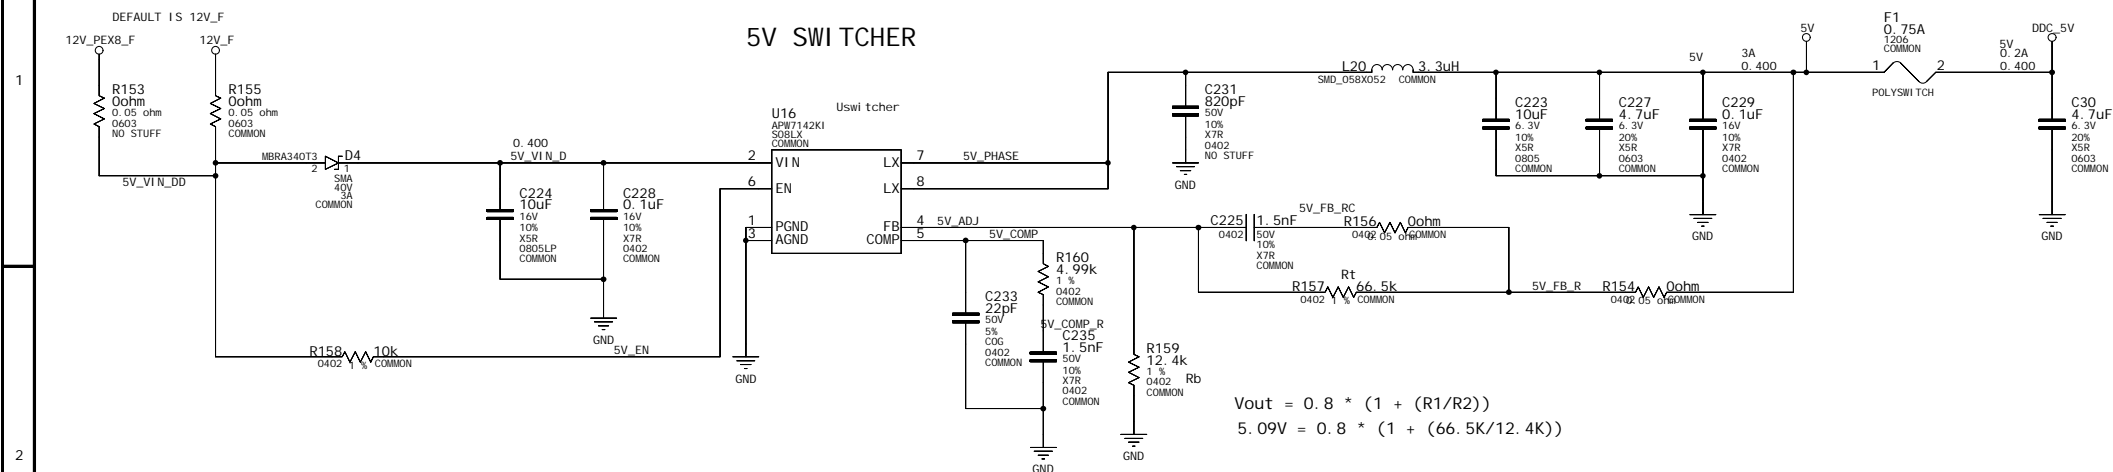 DEFAULT IS 12V_F
12V_PEX8_F
12V_F
5V SWITCHER
1
2
R153
0ohm
0.05 ohm
0603
NO STUFF
R155
0ohm
0.05 ohm
0603
COMMON
5V_VIN_DD
MBRA340T3
D4
2
1
SMA
40V
3A
COMMON
0.400
5V_VIN_D
C224
10uF
16V
10%
X5R
0805LP
COMMON
C228
0.1uF
16V
10%
X7R
0402
COMMON
GND
R158
10k
0402
1 %
COMMON
5V_EN
U16
APW7142KI
SO8LX
COMMON
Uswitcher
2 VIN
6 EN
1 PGND
3 AGND
LX 7
LX 8
FB 4
COMP 5
GND
5V_PHASE
5V_ADJ
5V_COMP
C231
820pF
50V
10%
X7R
0402
NO STUFF
GND
L20
3.3uH
SMD_058X052
COMMON
C233
22pF
50V
5%
COG
0402
COMMON
R160
4.99k
1 %
0402
COMMON
5V_COMP_R
C235
1.5nF
50V
10%
X7R
0402
COMMON
GND
R159
12.4k
1 %
0402
COMMON
Rb
GND
C225
1.5nF
0402
50V
10%
X7R
COMMON
5V_FB_RC
R156
0ohm
0402
0.05 ohm
COMMON
Rt
R157
66.5k
0402
1 %
COMMON
5V_FB_R
R154
0ohm
0402
0.05 ohm
COMMON
C223
10uF
6.3V
10%
X5R
0805
COMMON
C227
4.7uF
6.3V
20%
X5R
0603
COMMON
C229
0.1uF
16V
10%
X7R
0402
COMMON
GND
5V
3A
0.400
5V
F1
0.75A
1206
COMMON
1
2
POLYSWITCH
5V
0.2A
0.400
DDC_5V
C30
4.7uF
6.3V
20%
X5R
0603
COMMON
GND
Vout = 0.8 * (1 + (R1/R2))
5.09V = 0.8 * (1 + (66.5K/12.4K))